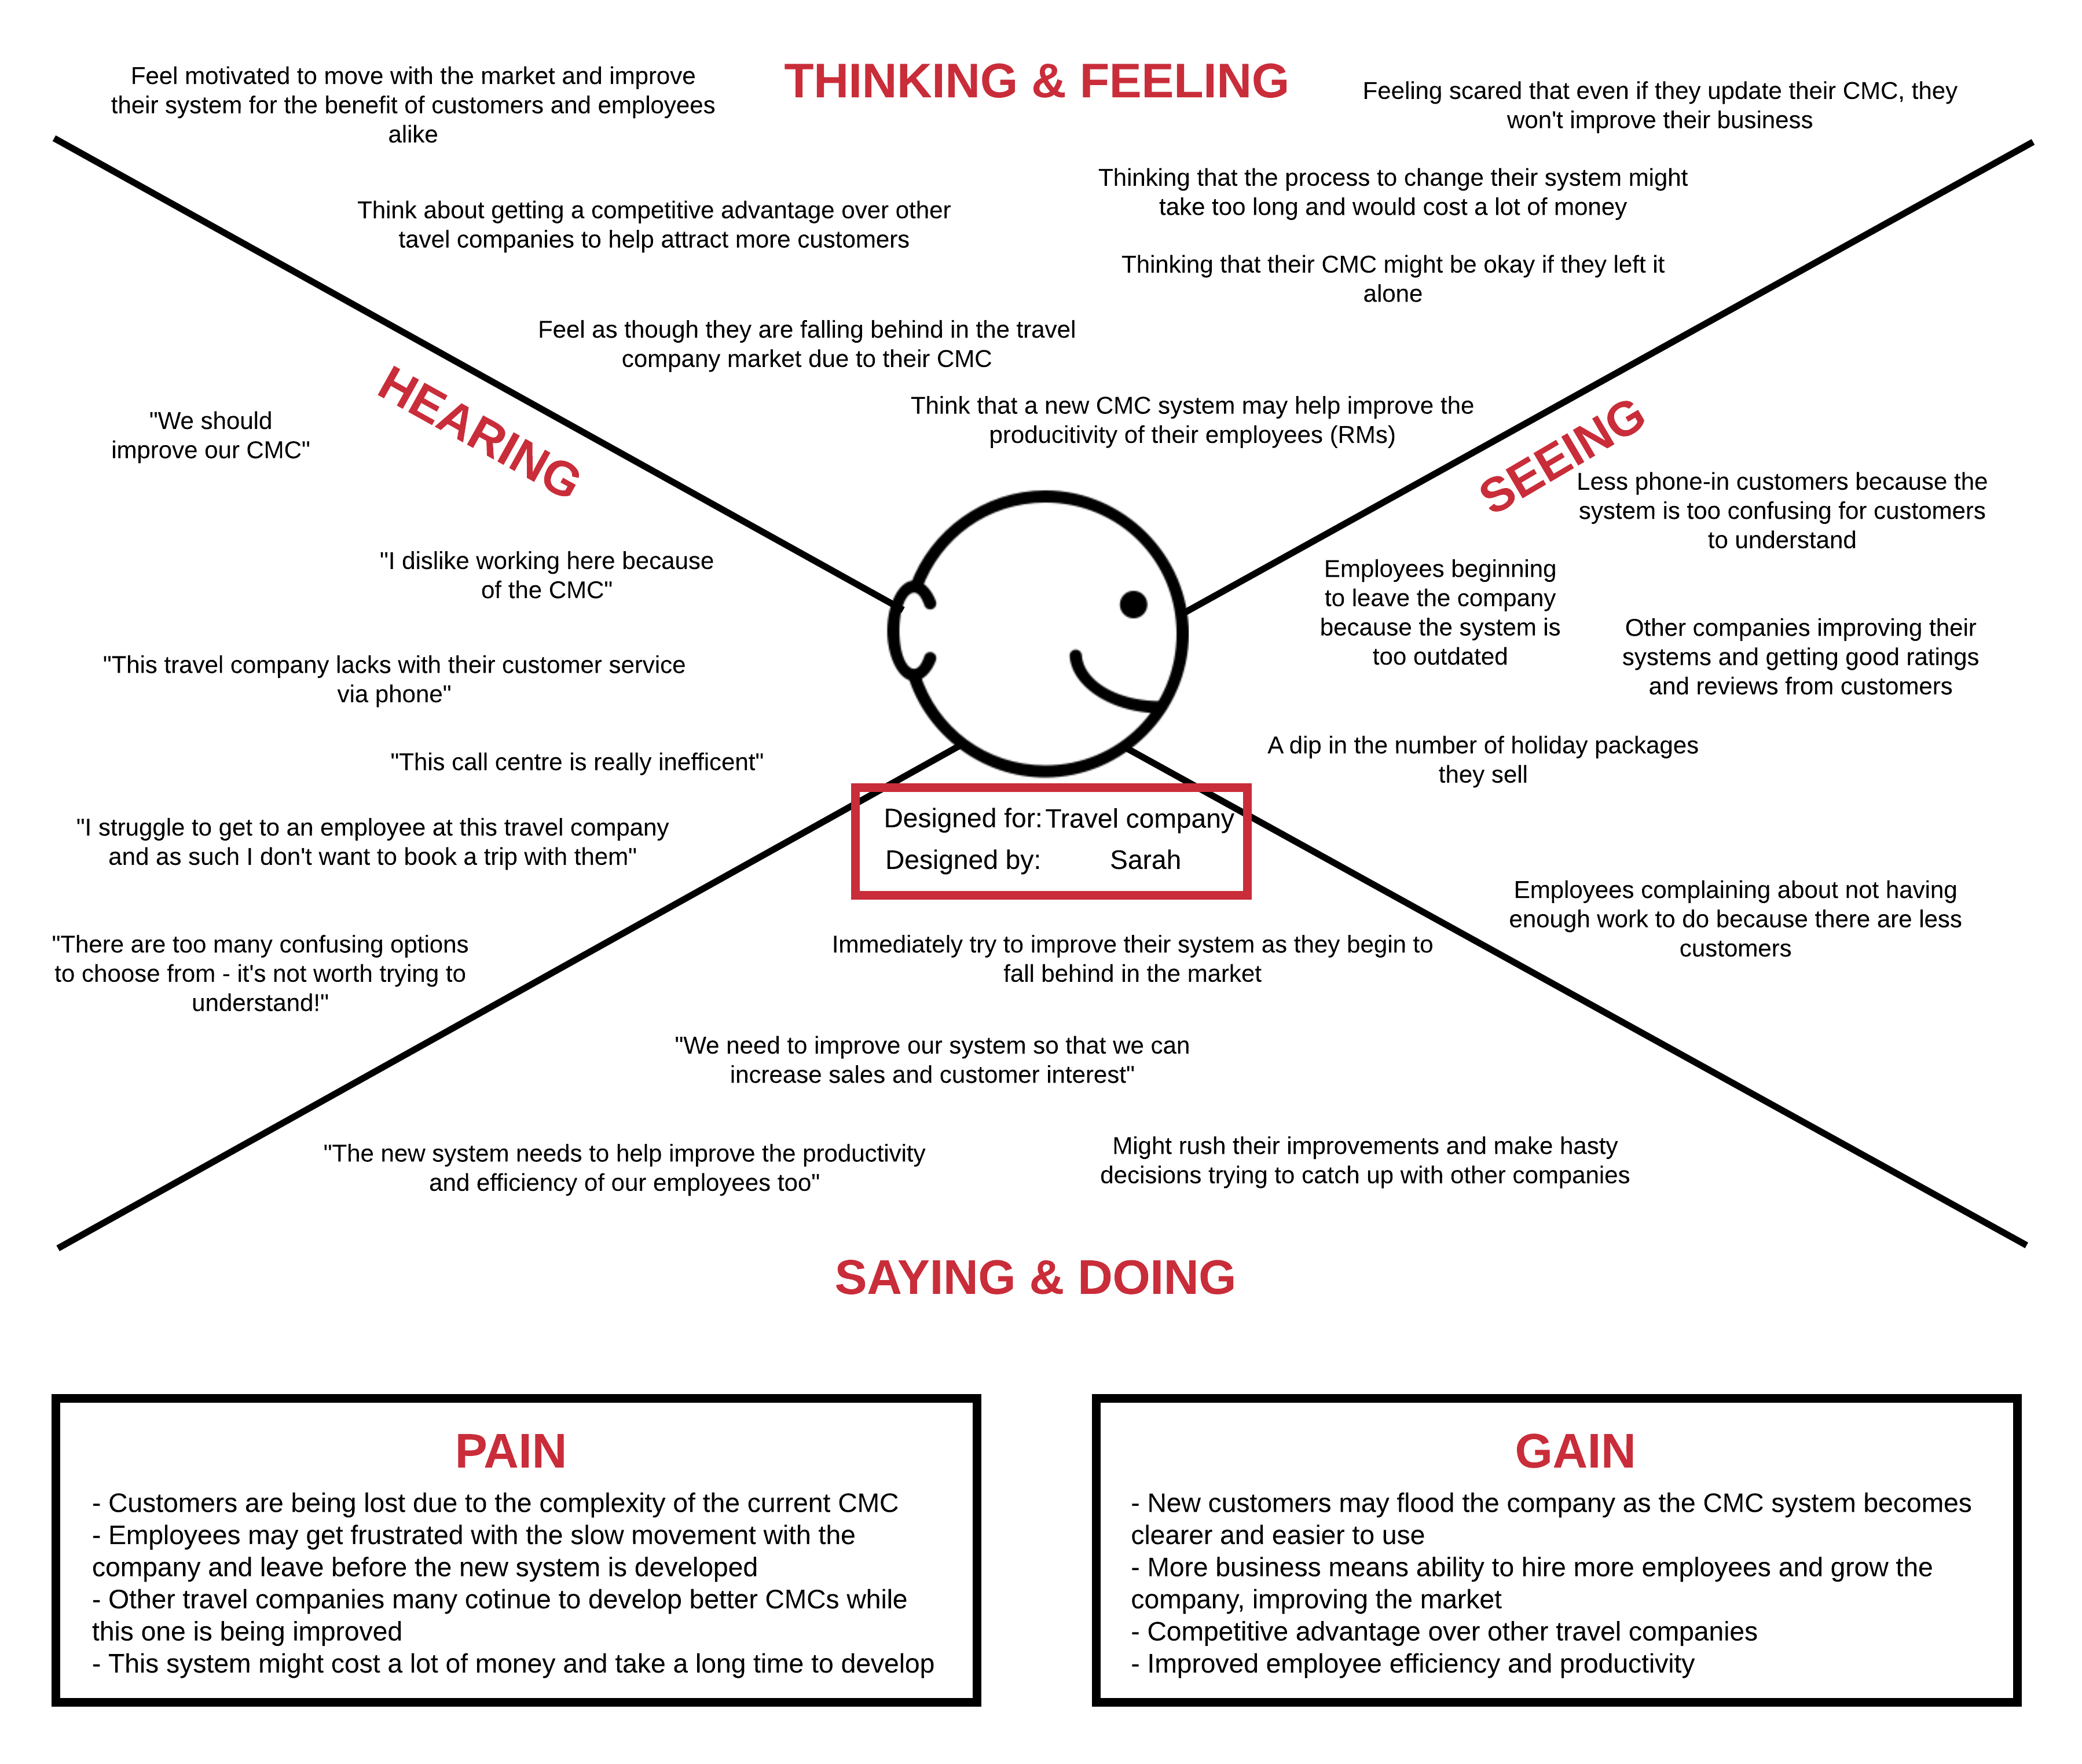 THINKING & FEELING
Feel motivated to move with the market and improve
their system for the benefit of customers and employees
alike
Feeling scared that even if they update their CMC, they
won't improve their business
Thinking that the process to change their system might
take too long and would cost a lot of money
Think about getting a competitive advantage over other
tavel companies to help attract more customers
Thinking that their CMC might be okay if they left it
alone
Feel as though they are falling behind in the travel
company market due to their CMC
Think that a new CMC system may help improve the
producitivity of their employees (RMs)
HEARING
"We should
improve our CMC"
"I dislike working here because
of the CMC"
"This travel company lacks with their customer service
via phone"
"This call centre is really inefficent"
"I struggle to get to an employee at this travel company
and as such I don't want to book a trip with them"
"There are too many confusing options
to choose from - it's not worth trying to
understand!"
SEEING
Less phone-in customers because the
system is too confusing for customers
to understand
Employees beginning
to leave the company
because the system is
too outdated
Other companies improving their
systems and getting good ratings
and reviews from customers
A dip in the number of holiday packages
they sell
Employees complaining about not having
enough work to do because there are less
customers
Designed for: Travel company
Designed by: Sarah
Immediately try to improve their system as they begin to
fall behind in the market
"We need to improve our system so that we can
increase sales and customer interest"
"The new system needs to help improve the productivity
and efficiency of our employees too"
Might rush their improvements and make hasty
decisions trying to catch up with other companies
SAYING & DOING
PAIN
- Customers are being lost due to the complexity of the current CMC
- Employees may get frustrated with the slow movement with the
company and leave before the new system is developed
- Other travel companies many cotinue to develop better CMCs while
this one is being improved
- This system might cost a lot of money and take a long time to develop
GAIN
- New customers may flood the company as the CMC system becomes
clearer and easier to use
- More business means ability to hire more employees and grow the
company, improving the market
- Competitive advantage over other travel companies
- Improved employee efficiency and productivity